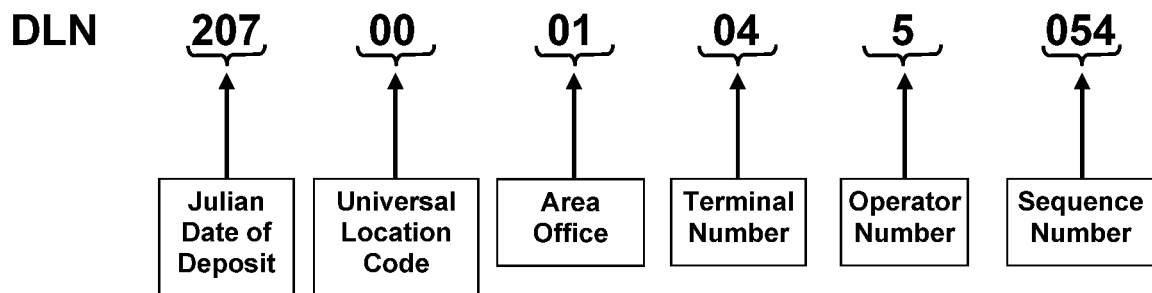 DLN 207 00 01 04 5 054
Julian
Date of
Deposit
Universal
Location
Code
Area
Office
Terminal
Number
Operator
Number
Sequence
Number